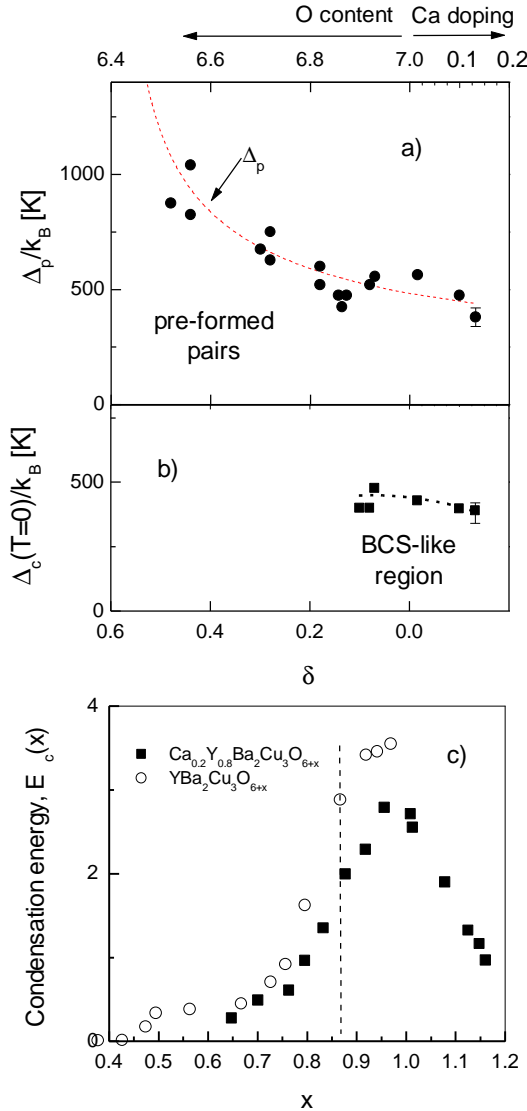 O content Ca doping
6.4 6.6 6.8 7.0 0.1 0.2
a)
Δp
1000
500
0
Δp/kB [K]
pre-formed
pairs
b)
500
0
Δc(T=0)/kB [K]
BCS-like
region
0.6 0.4 0.2 0.0
δ
4
2
0
Condensation energy, E c(x)
Ca0.2Y0.8Ba2Cu3O6+x
YBa2Cu3O6+x
c)
0.4 0.5 0.6 0.7 0.8 0.9 1.0 1.1 1.2
x